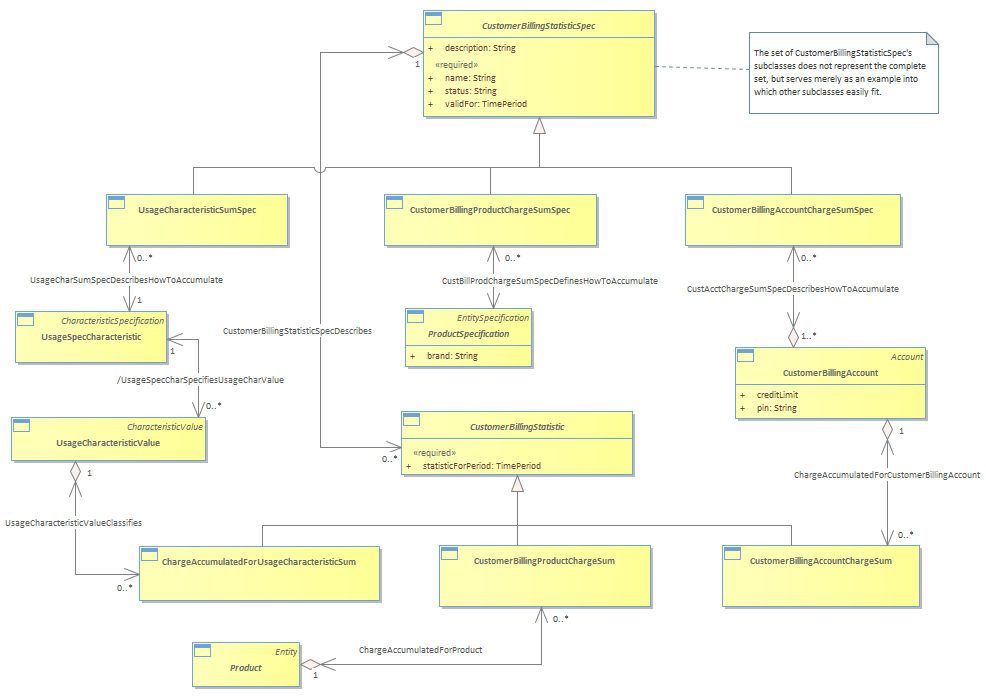 CustomerBillingStatisticSpec
+ description: String
«required»
+ name: String
+ status: String
+ validFor: TimePeriod
The set of CustomerBillingStatisticSpec's
subclasses does not represent the complete
set, but serves merely as an example into
which other subclasses easily fit.
1
UsageCharacteristicSumSpec
CustomerBillingProductChargeSumSpec
CustomerBillingAccountChargeSumSpec
0..*
0..*
0..*
UsageCharSumSpecDescribesHowToAccumulate
CustBillProdChargeSumSpecDefinesHowToAccumulate
CustAcctChargeSumSpecDescribesHowToAccumulate
/1
CharacteristicSpecification
UsageSpecCharacteristic
EntitySpecification
ProductSpecification
+ brand: String
CustomerBillingStatisticSpecDescribes
1..*
1
Account
CustomerBillingAccount
+ creditLimit
+ pin: String
/UsageSpecCharSpecifiesUsageCharValue
0..*
CharacteristicValue
UsageCharacteristicValue
CustomerBillingStatistic
«required»
+ statisticForPeriod: TimePeriod
0..*
1
1
ChargeAccumulatedForCustomerBillingAccount
UsageCharacteristicValueClassifies
0..*
0..*
ChargeAccumulatedForUsageCharacteristicSum
CustomerBillingProductChargeSum
CustomerBillingAccountChargeSum
0..*
ChargeAccumulatedForProduct
Entity
Product
1